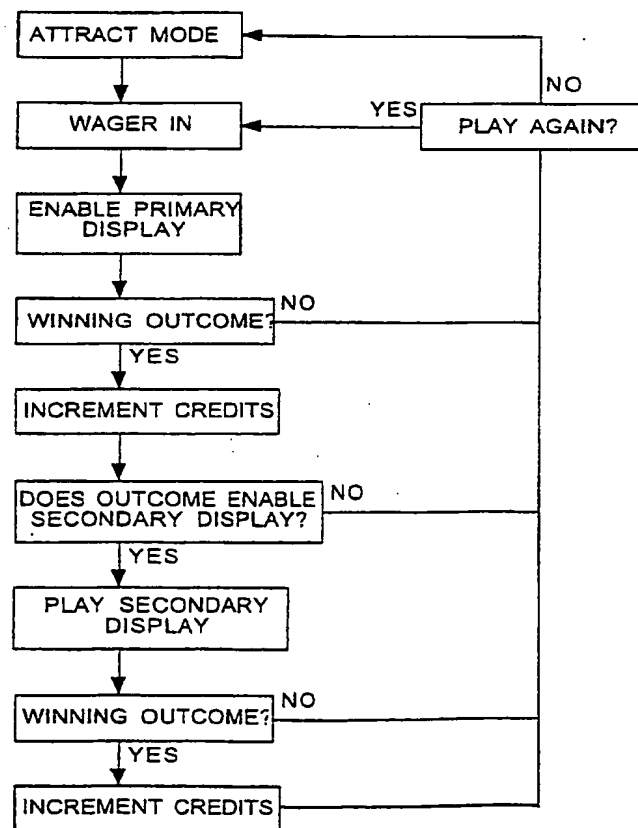 ATTRACT MODE
NO
YES
WAGER IN
PLAY AGAIN?
ENABLE PRIMARY
DISPLAY
NO
WINNING OUTCOME?
YES
INCREMENT CREDITS
DOES OUTCOME ENABLE
SECONDARY DISPLAY?
NO
YES
PLAY SECONDARY
DISPLAY
NO
WINNING OUTCOME?
YES
INCREMENT CREDITS